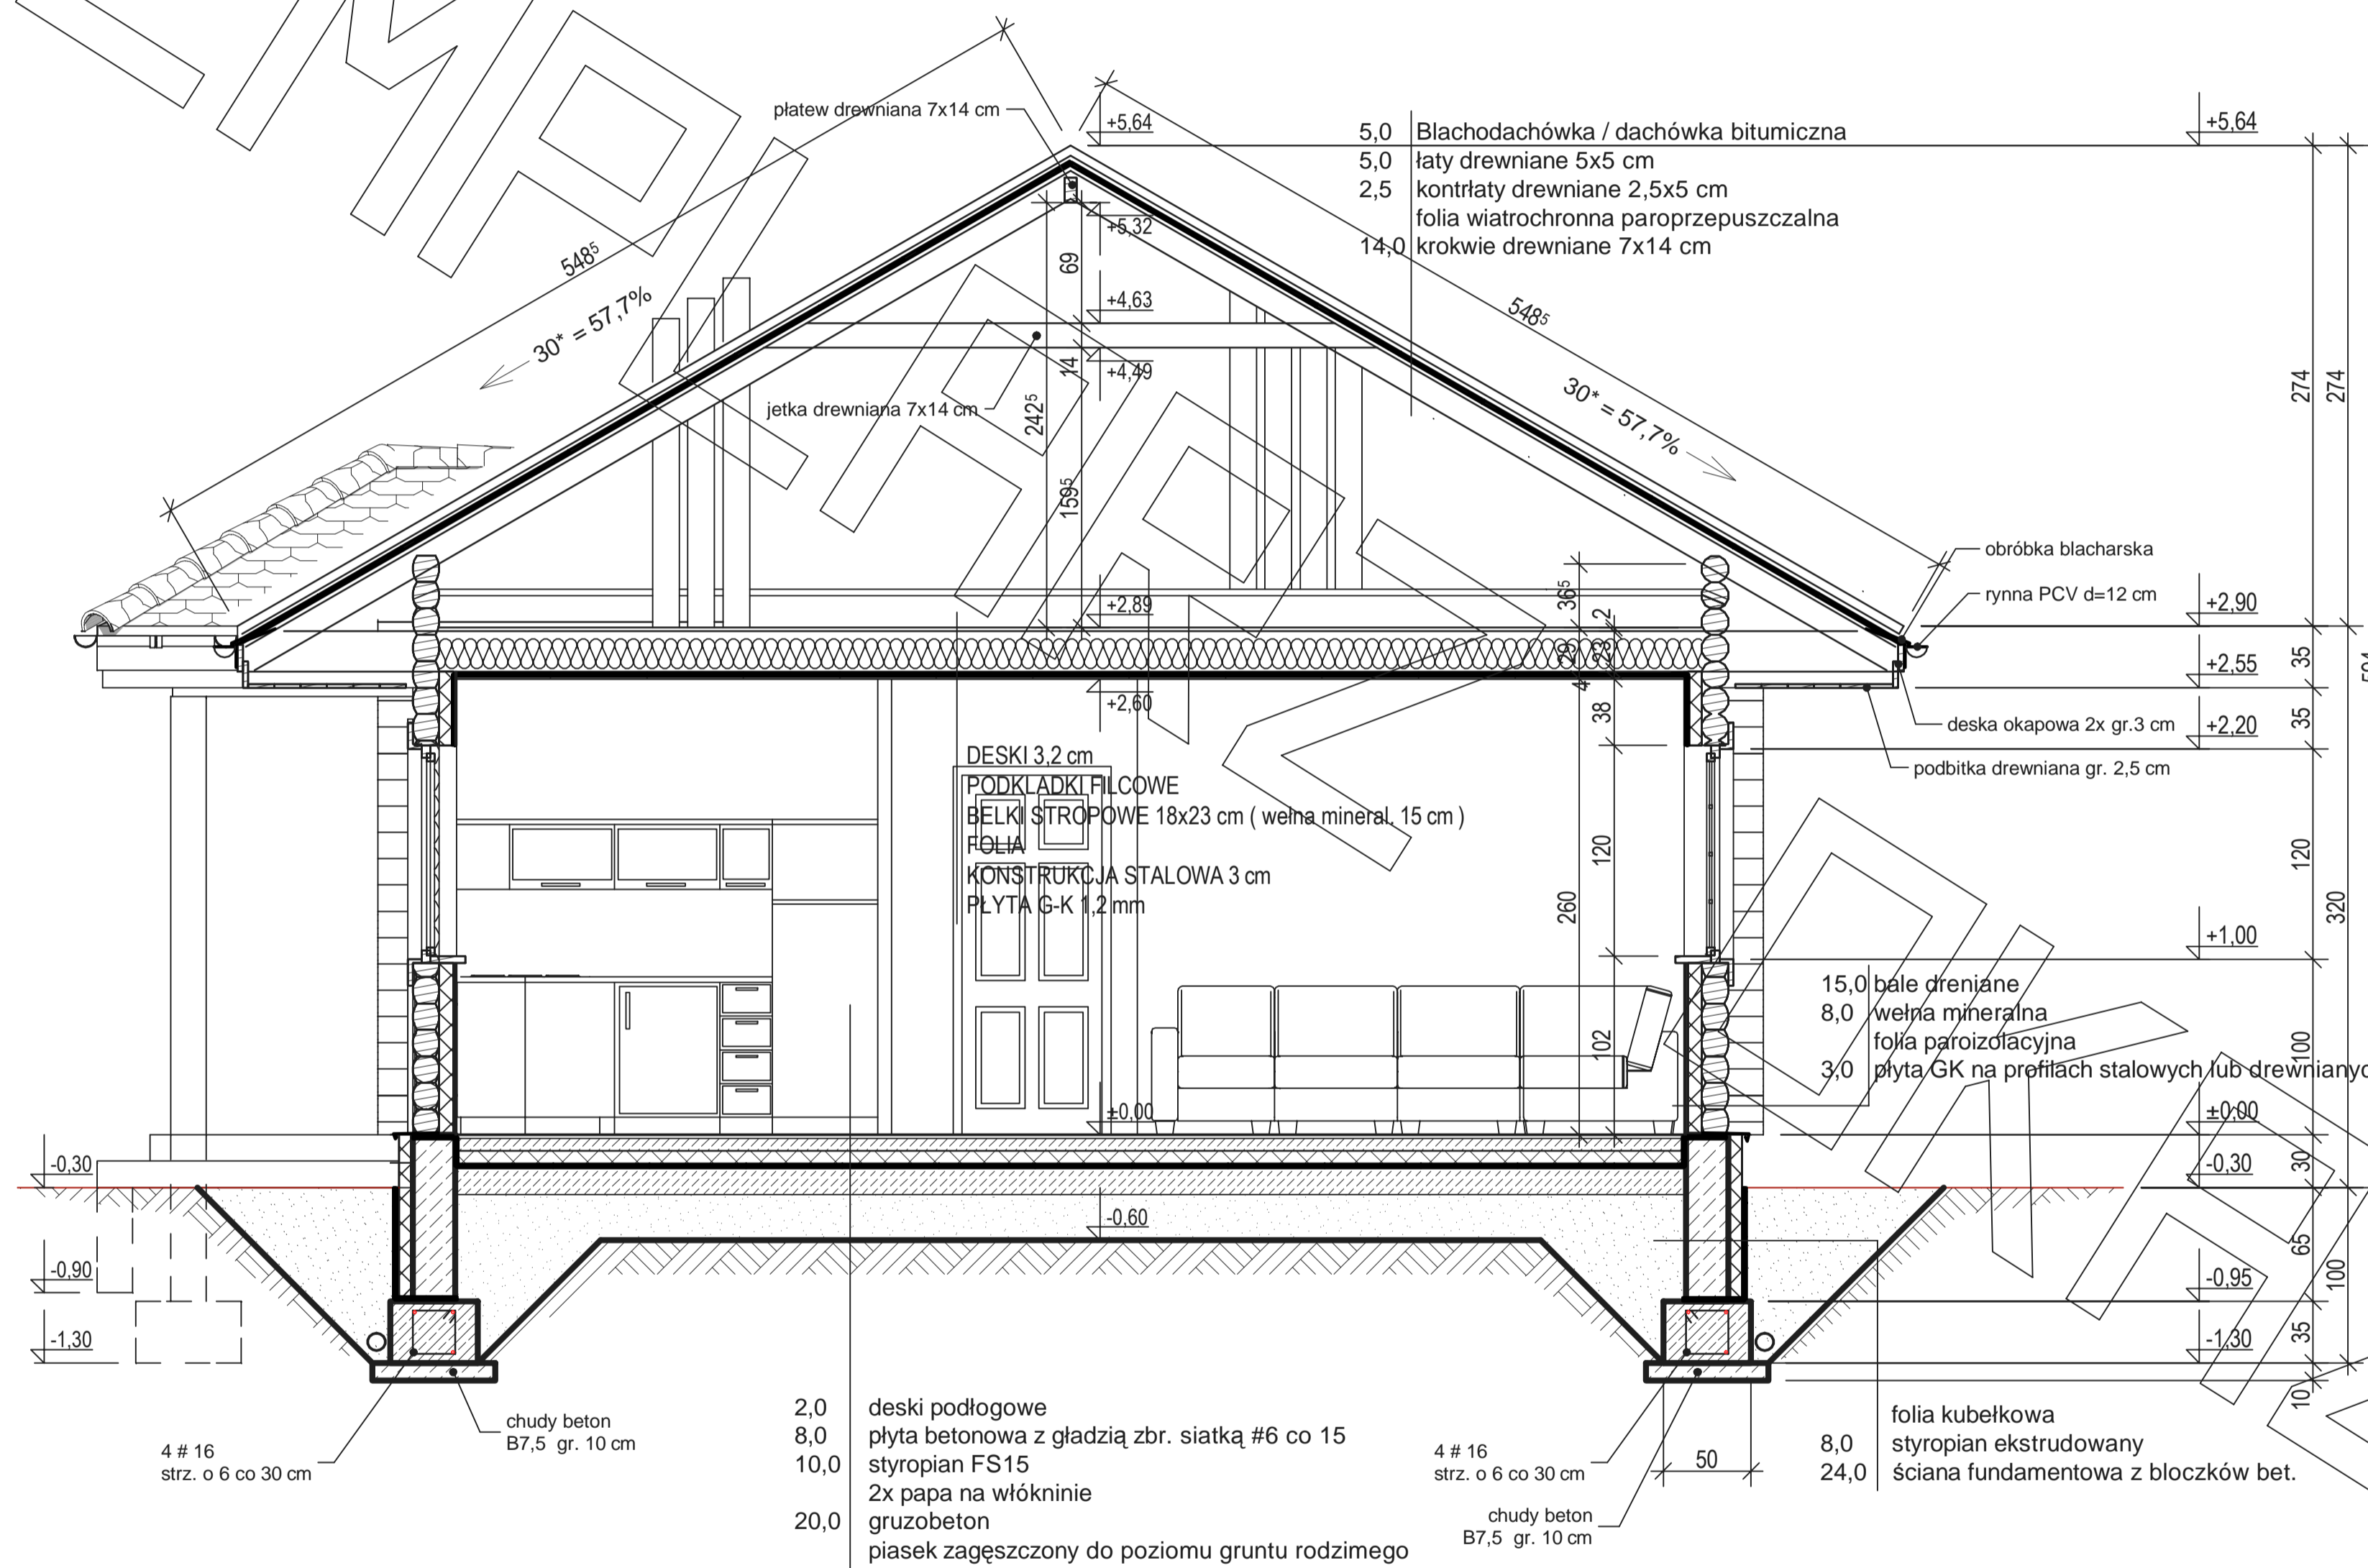 płatew drewniana 7x14 cm
+5,64
+5,64
5,0 Blachodachówka / dachówka bitumiczna
5,0 łaty drewniane 5x5 cm
2,5 kontrłaty drewniane 2,5x5 cm
folia wiatrochronna paroprzepuszczalna
14,0 krokwie drewniane 7x14 cm
548⁵
30* = 57,7%
+5,32
69
+4,63
14
+4,49
jetka drewniana 7x14 cm
242⁵
159⁵
548⁵
30* = 57,7%
274
274
obróbka blacharska
rynna PCV d=12 cm
+2,90
+2,89
36⁵
2
29
23
4
+2,55
35
+2,60
38
deska okapowa 2x gr.3 cm
+2,20
35
podbitka drewniana gr. 2,5 cm
DESKI 3,2 cm
PODKLADKI FILCOWE
BELKI STROPOWE 18x23 cm ( wełna mineral. 15 cm )
FOLIA
KONSTRUKCJA STALOWA 3 cm
PŁYTA G-K 1,2 mm
120
120
260
320
+1,00
15,0 bale dreniane
8,0 wełna mineralna
folia paroizolacyjna
3,0 płyta GK na profilach stalowych lub
102
100
±0,00
±0,00
-0,30
-0,30
30
-0,60
65
-0,90
-0,95
100
-1,30
-1,30
35
10
4 # 16
strz. o 6 co 30 cm
chudy beton
B7,5 gr. 10 cm
2,0 deski podłogowe
8,0 płyta betonowa z gładzią zbr. siatką #6 co 15
10,0 styropian FS15
2x papa na włókninie
20,0 gruzobeton
piasek zagęszczony do poziomu gruntu rodzimego
4 # 16
strz. o 6 co 30 cm
50
chudy beton
B7,5 gr. 10 cm
folia kubełkowa
8,0 styropian ekstrudowany
24,0 ściana fundamentowa z bloczków bet.